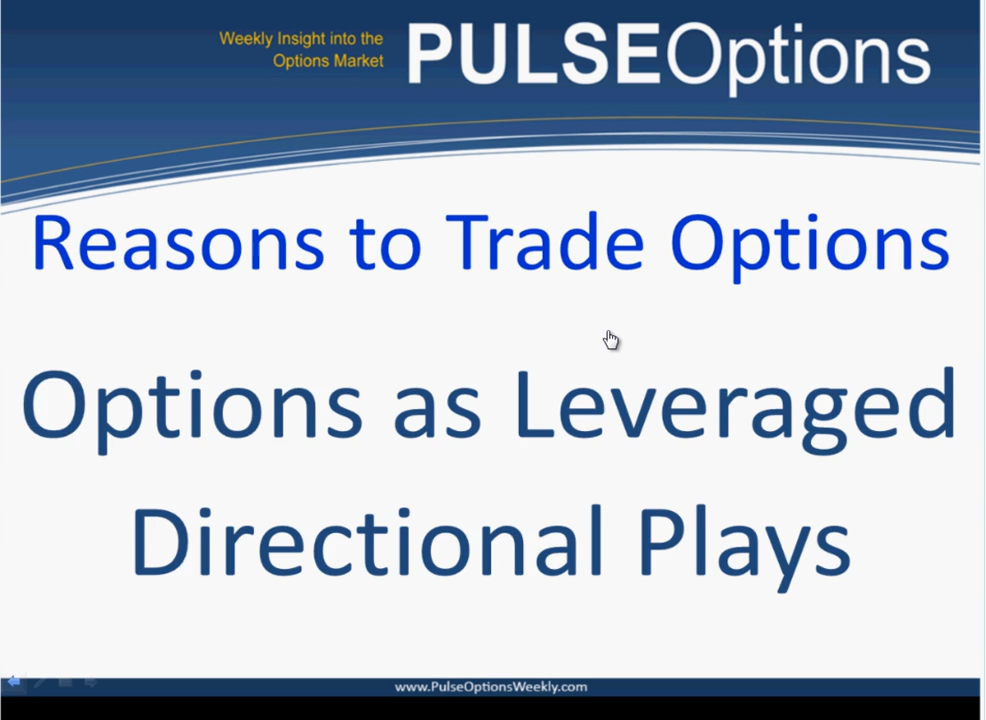 Weekly Insight into the
Options Market
PULSEOptions
Reasons to Trade Options
Options as Leveraged
Directional Plays
www.PulseOptionsWeekly.com